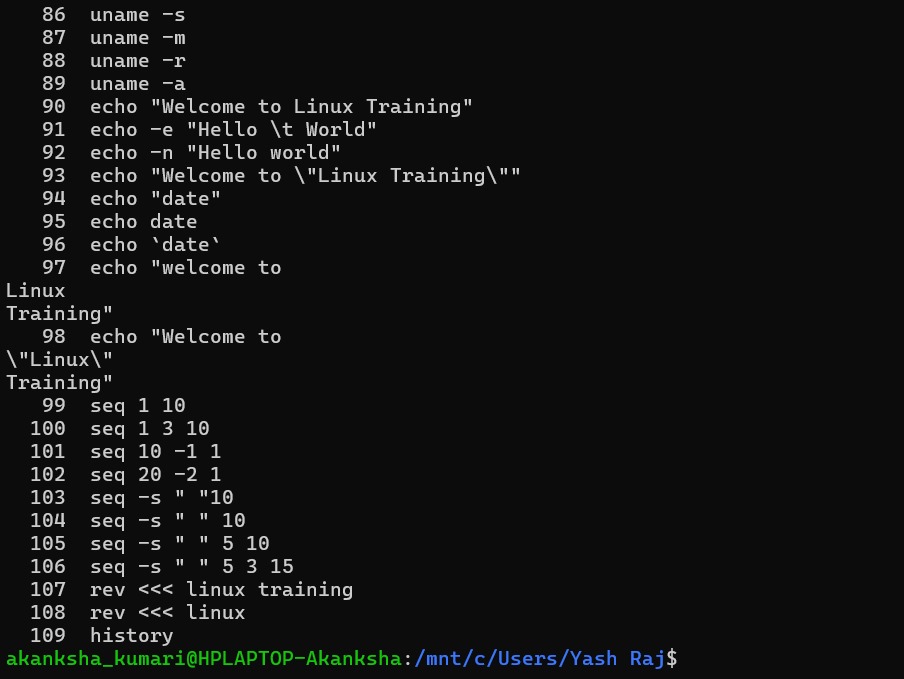 86  uname -s
87  uname -m
88  uname -r
89  uname -a
90  echo "Welcome to Linux Training"
91  echo -e "Hello \t World"
92  echo -n "Hello world"
93  echo "Welcome to \"Linux Training\""
94  echo "date"
95  echo date
96  echo `date`
97  echo "welcome to
Linux
Training"
98  echo "Welcome to
\"Linux\"
Training"
99  seq 1 10
100  seq 1 3 10
101  seq 10 -1 1
102  seq 20 -2 1
103  seq -s " "10
104  seq -s " " 10
105  seq -s " " 5 10
106  seq -s " " 5 3 15
107  rev <<< linux training
108  rev <<< linux
109  history
akanksha_kumari@HPLAPTOP-Akanksha:/mnt/c/Users/Yash Raj$